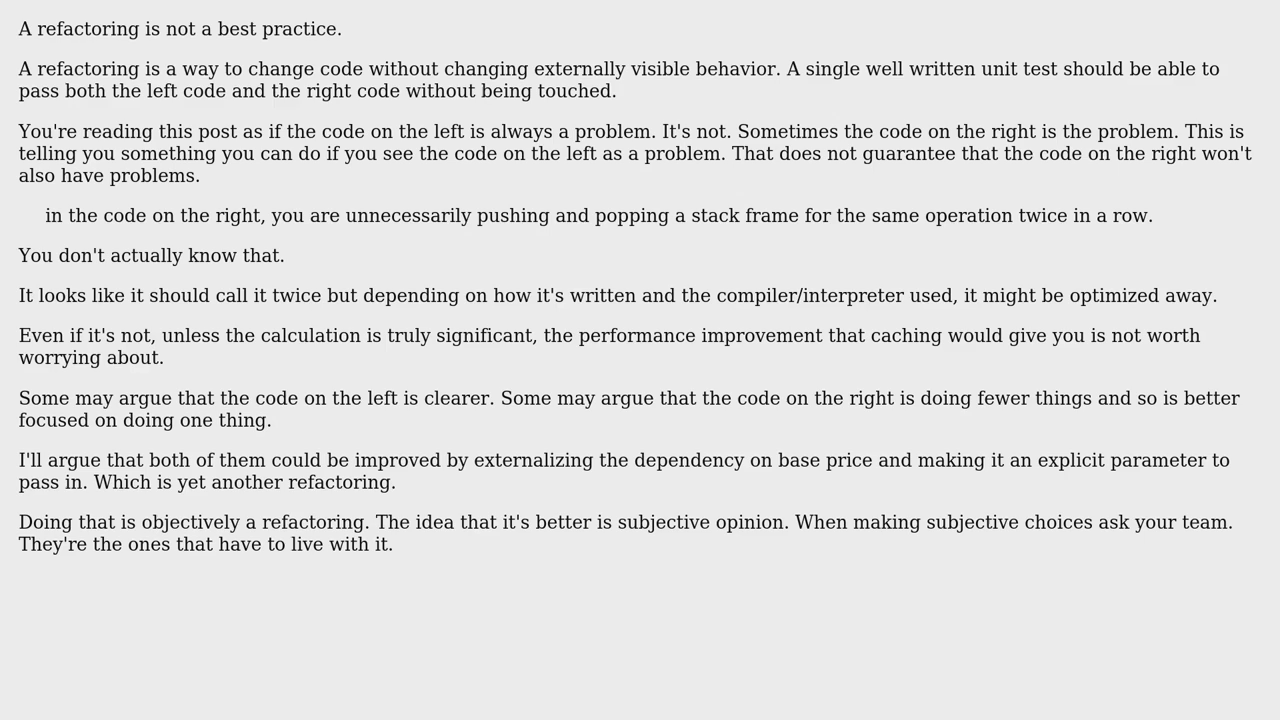 A refactoring is not a best practice.
A refactoring is a way to change code without changing externally visible behavior. A single well written unit test should be able to
pass both the left code and the right code without being touched.
You're reading this post as if the code on the left is always a problem. It's not. Sometimes the code on the right is the problem. This is
telling you something you can do if you see the code on the left as a problem. That does not guarantee that the code on the right won't
also have problems.
in the code on the right, you are unnecessarily pushing and popping a stack frame for the same operation twice in a row.
You don't actually know that.
It looks like it should call it twice but depending on how it's written and the compiler/interpreter used, it might be optimized away.
Even if it's not, unless the calculation is truly significant, the performance improvement that caching would give you is not worth
worrying about.
Some may argue that the code on the left is clearer. Some may argue that the code on the right is doing fewer things and so is better
focused on doing one thing.
I'll argue that both of them could be improved by externalizing the dependency on base price and making it an explicit parameter to
pass in. Which is yet another refactoring.
Doing that is objectively a refactoring. The idea that it's better is subjective opinion. When making subjective choices ask your team.
They're the ones that have to live with it.